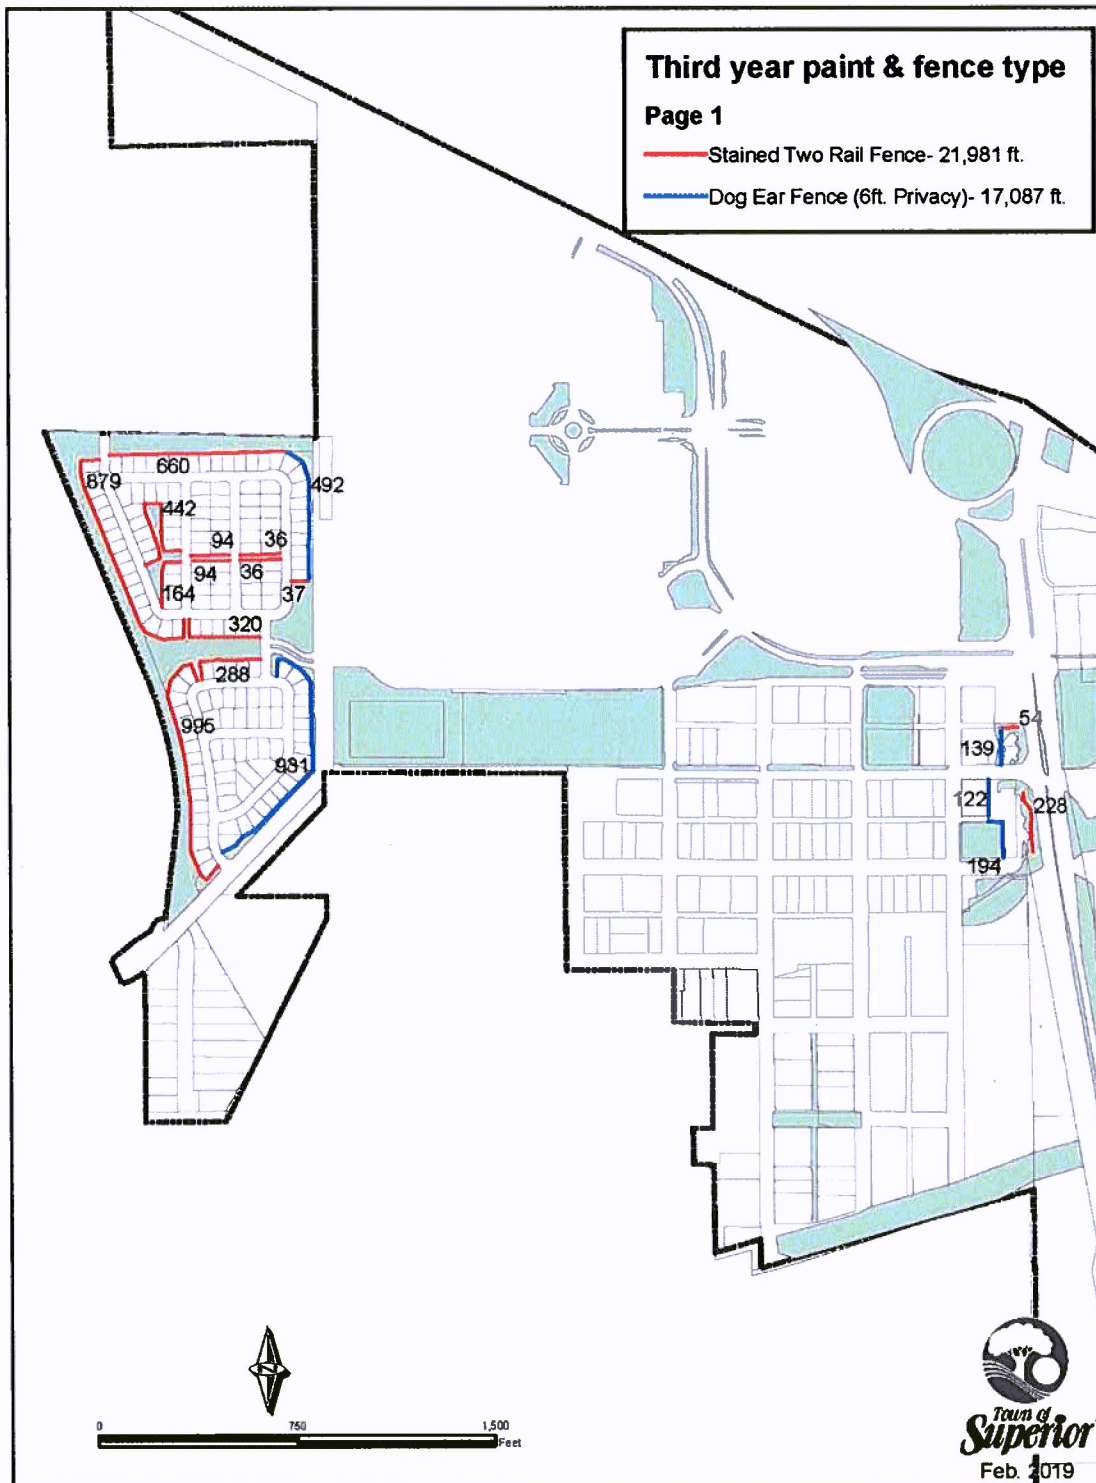 Third year paint & fence type
Page 1
Stained Two Rail Fence- 21,981 ft.
Dog Ear Fence (6ft. Privacy)- 17,087 ft.
660
879
492
442
94
36
94
36
164
37
320
288
995
931
54
139
122
228
194
Z
0
750
1,500
Feet
Town of
Superior
Feb. 2019